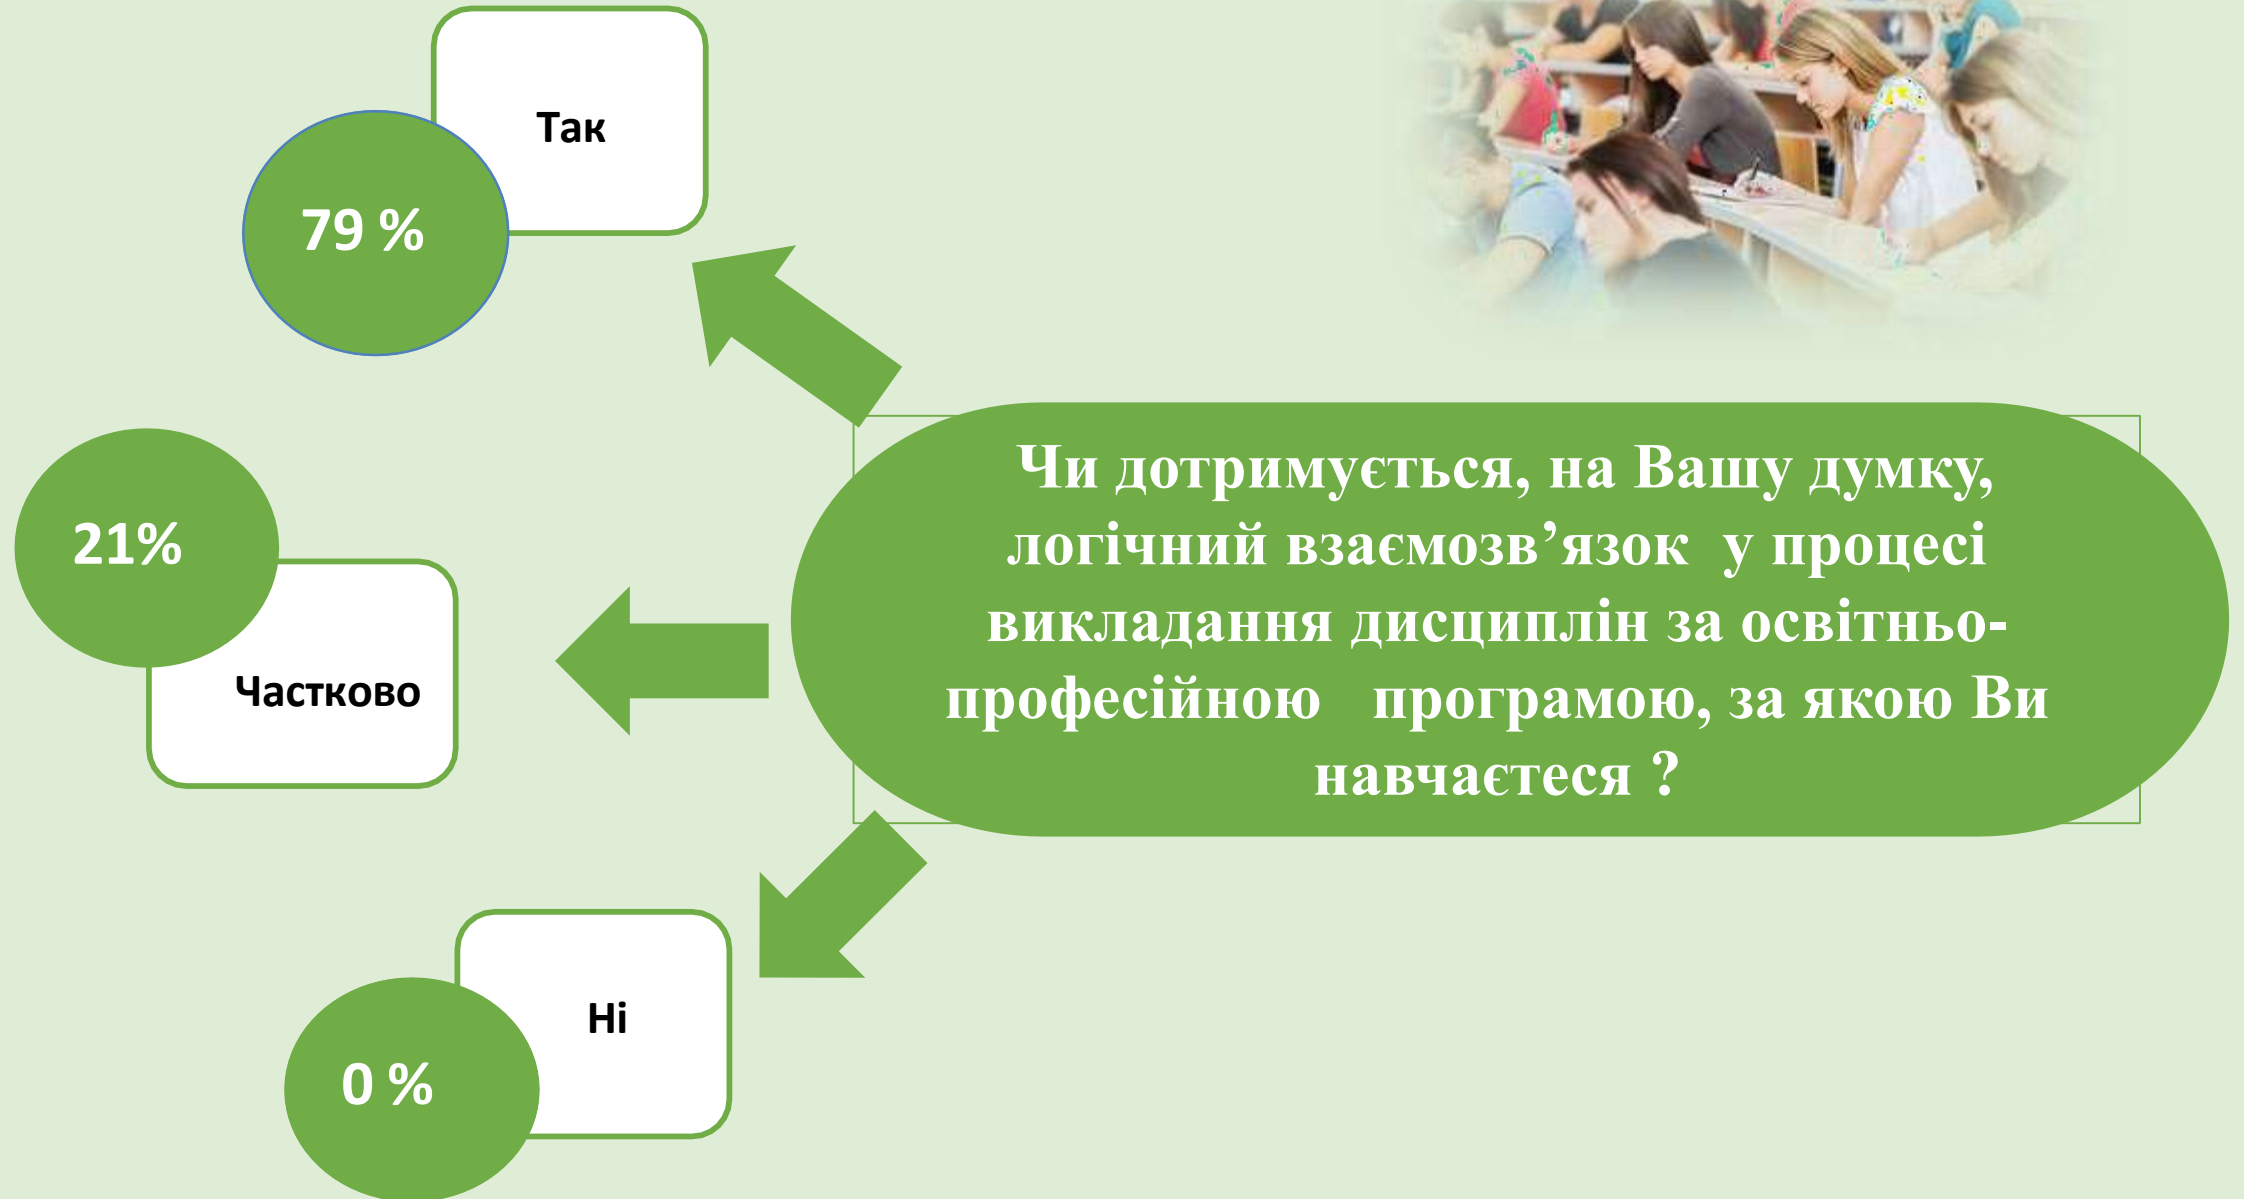 Так
79 %
21%
Частково
Чи дотримується, на Вашу думку,
логічний взаємозв’язок у процесі
викладання дисциплін за освітньо-
професійною програмою, за якою Ви
навчаєтеся ?
Ні
0 %